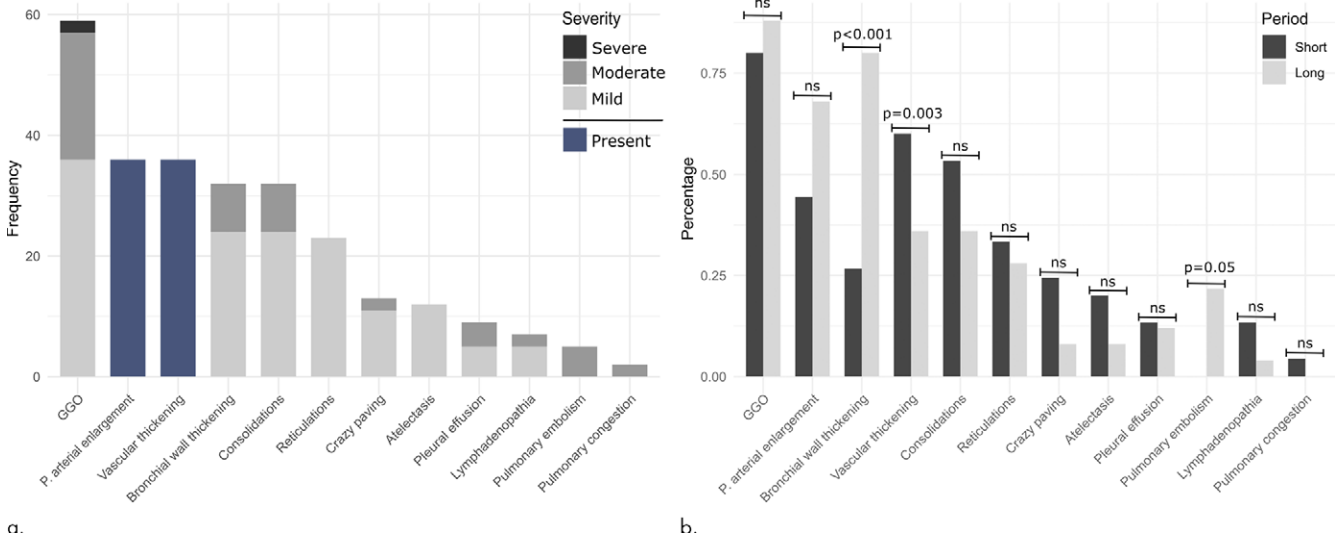 60
40
20
0
Frequency
Severity
Severe
Moderate
Mild
Present
GGO
P. arterial enlargement
Vascular thickening
Bronchial wall thickening
Consolidations
Reticulations
Crazy paving
Atelectasis
Pleural effusion
Lymphadenopathia
Pulmonary embolism
Pulmonary congestion
a.
0.75
0.50
0.25
0.00
Percentage
ns
ns
p<0.001
p=0.003
ns
ns
ns
ns
ns
p=0.05
ns
ns
Period
Short
Long
GGO
P. arterial enlargement
Bronchial wall thickening
Vascular thickening
Consolidations
Reticulations
Crazy paving
Atelectasis
Pleural effusion
Pulmonary embolism
Lymphadenopathia
Pulmonary congestion
b.